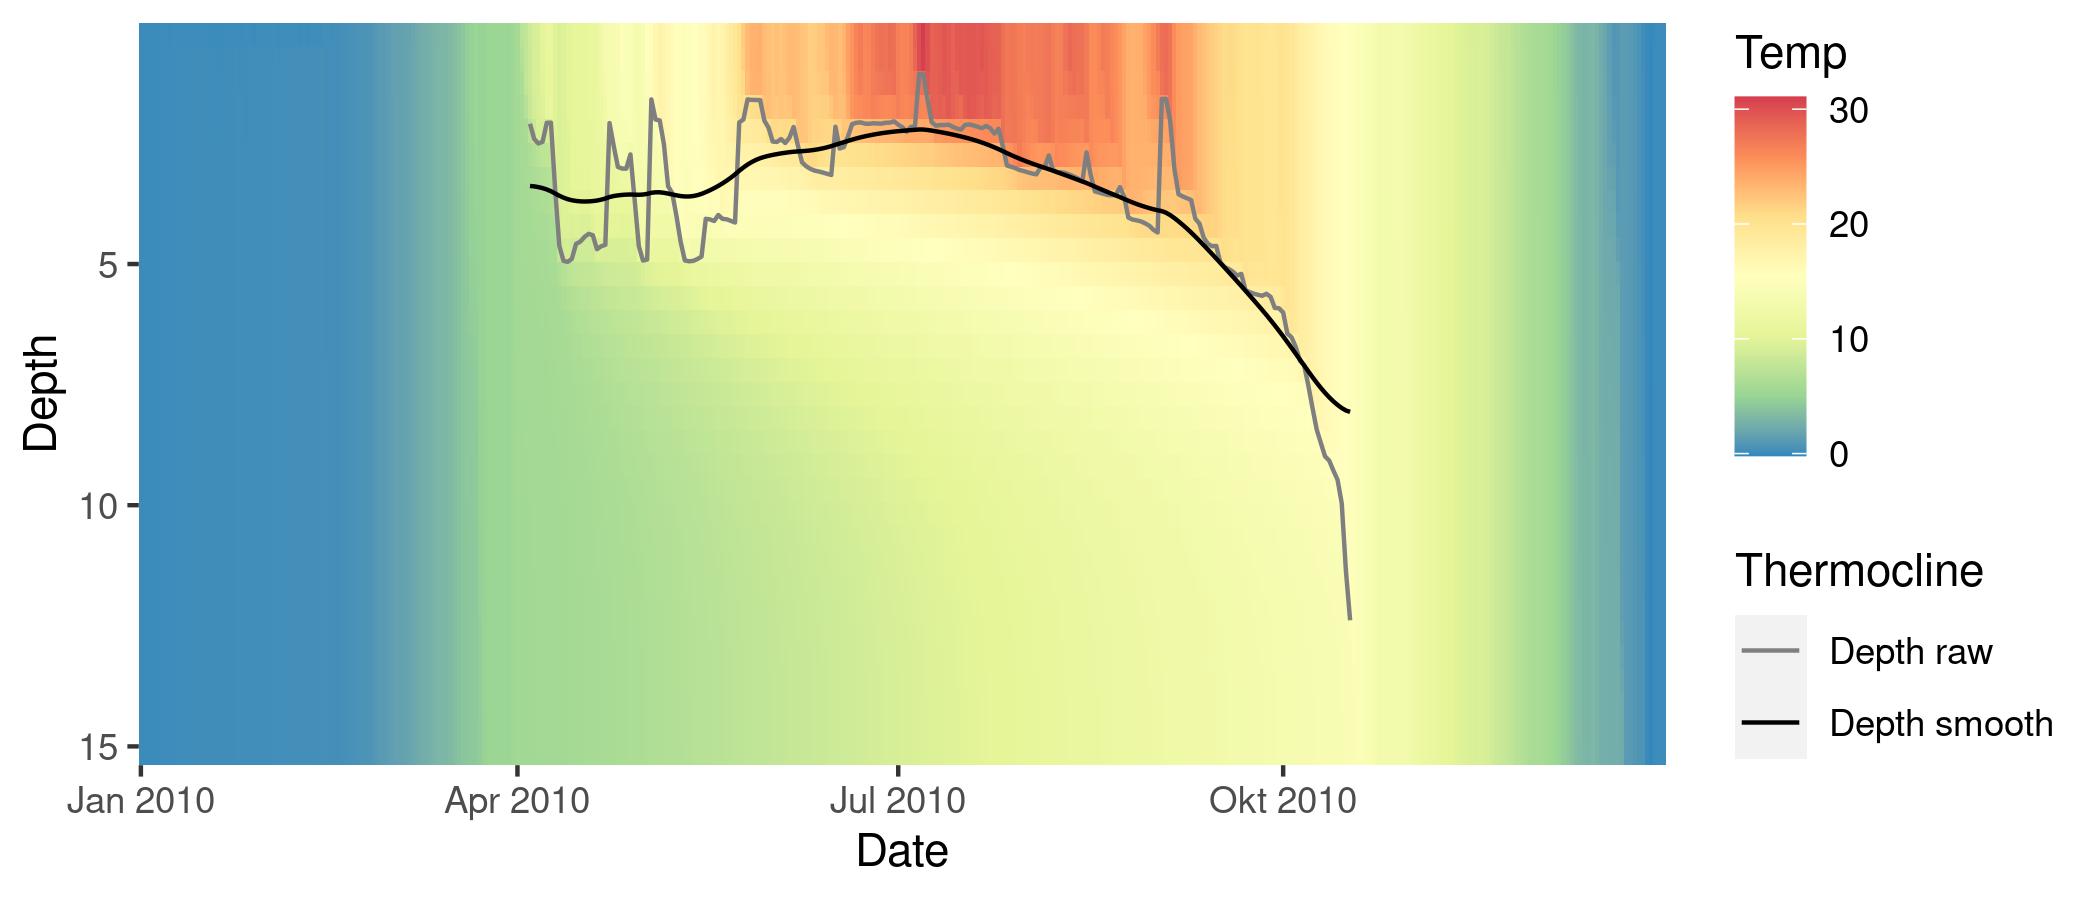 Temp
30
20
10
0
Thermocline
Depth raw
Depth smooth
Depth
5
10
15
Jan 2010
Apr 2010
Jul 2010
Okt 2010
Date